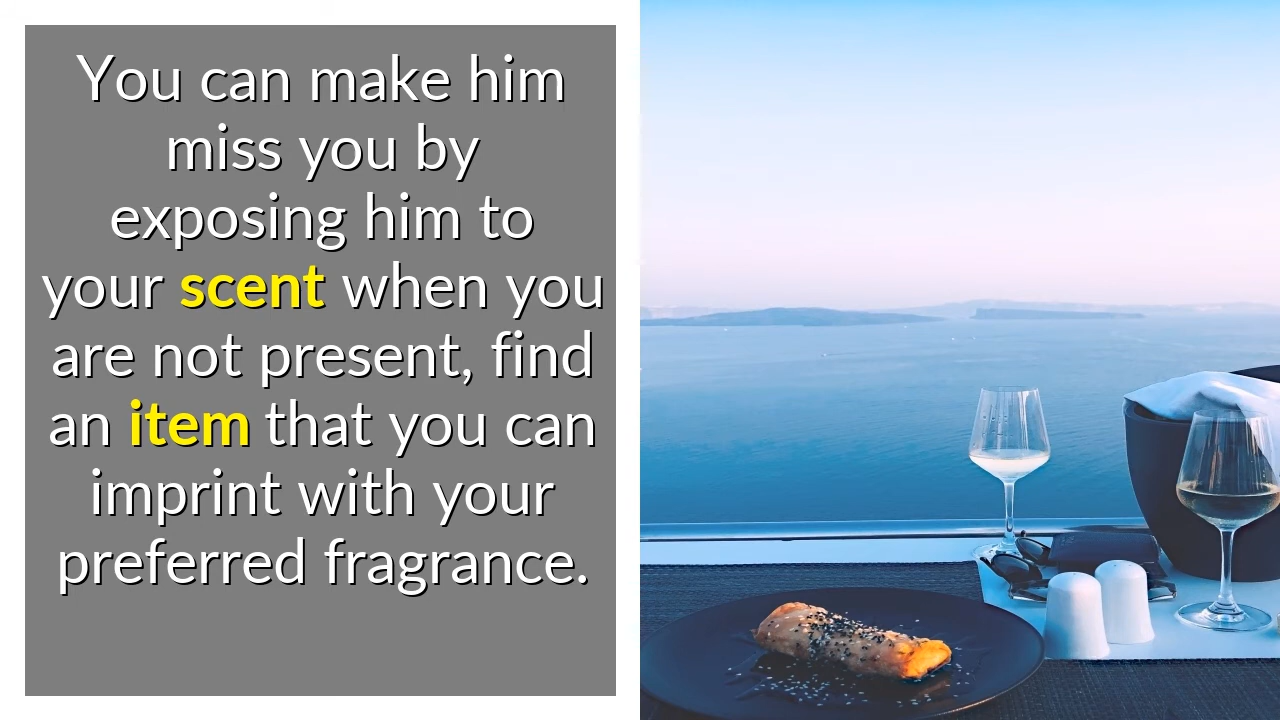 You can make him
miss you by
exposing him to
your scent when you
are not present, find
an item that you can
imprint with your
preferred fragrance.